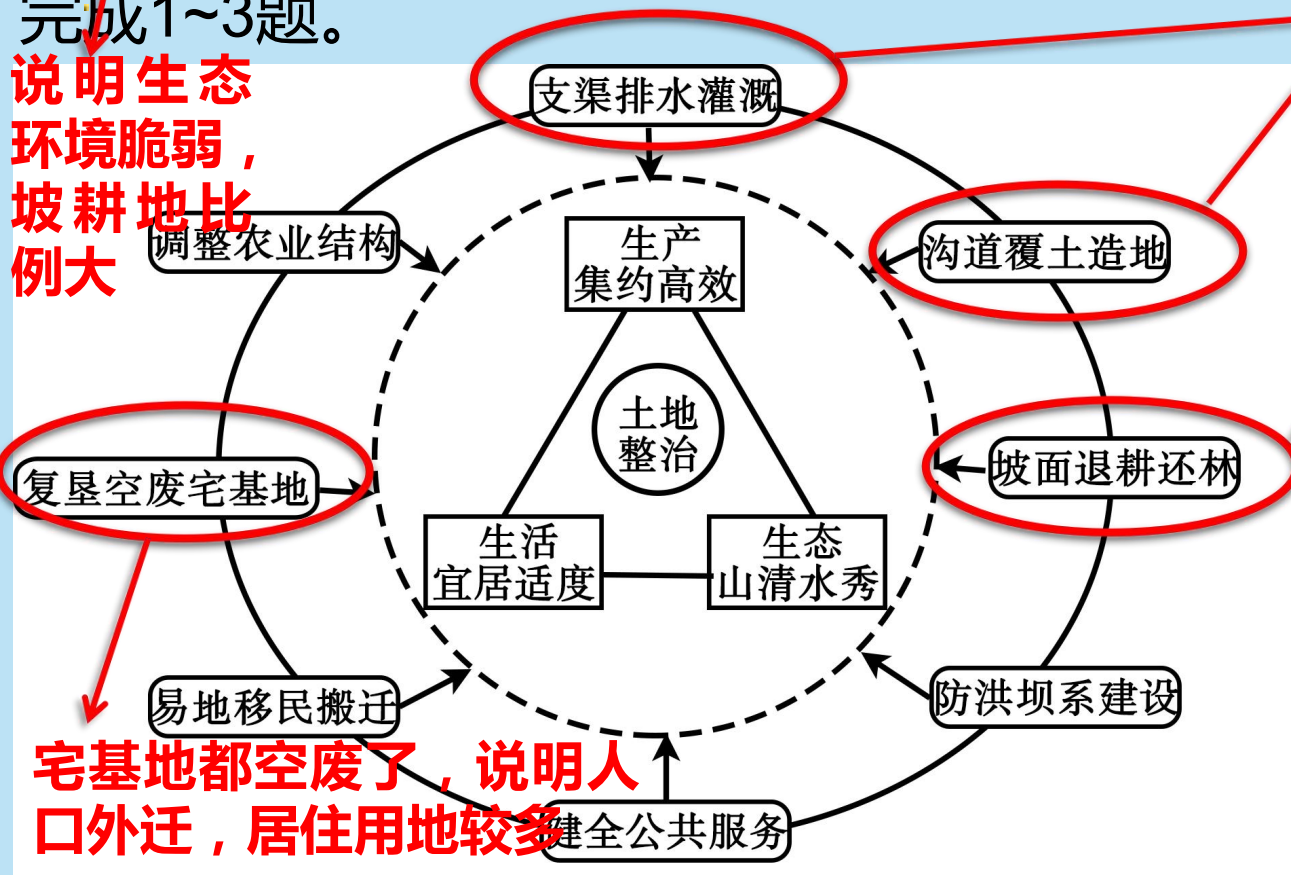 完成1~3题。
说明生态
环境脆弱，
坡耕地比
例大
支渠排水灌溉
调整农业结构
沟道覆土造地
生产
集约高效
土地
整治
复垦空废宅基地
坡面退耕还林
生活
宜居适度
生态
山清水秀
易地移民搬迁
防洪坝系建设
宅基地都空废了，说明人
口外迁，居住用地较多
健全公共服务